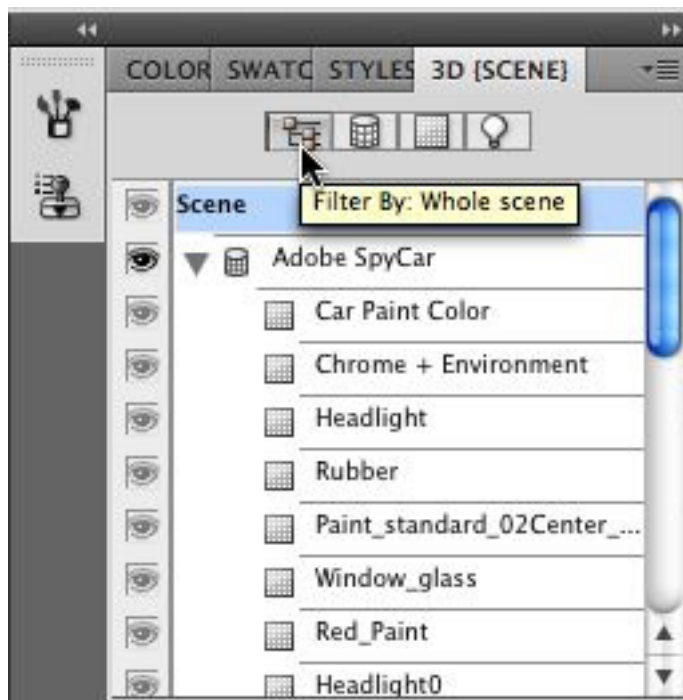 COLOR SWATC STYLES 3D {SCENE}
Filter By: Whole scene
Scene
Adobe SpyCar
Car Paint Color
Chrome + Environment
Headlight
Rubber
Paint_standard_02Center_...
Window_glass
Red_Paint
Headlight0